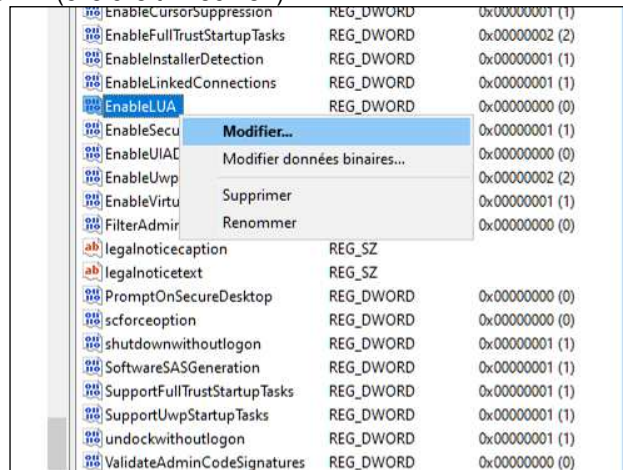 EnableCursorSuppression REG_DWORD 0x00000001 (1)
EnableFullTrustStartupTasks REG_DWORD 0x00000002 (2)
EnableInstallerDetection REG_DWORD 0x00000001 (1)
EnableLinkedConnections REG_DWORD 0x00000001 (1)
EnableLUA REG_DWORD 0x00000000 (0)
EnableSecu Modifier... 0x00000001 (1)
EnableUIAD Modifier données binaires... 0x00000000 (0)
EnableUwp 0x00000002 (2)
EnableVirtu Supprimer 0x00000001 (1)
FilterAdmir Renommer 0x00000000 (0)
legalnoticecaption REG_SZ
legalnoticetext REG_SZ
PromptOnSecureDesktop REG_DWORD 0x00000000 (0)
scforceoption REG_DWORD 0x00000000 (0)
shutdownwithoutlogon REG_DWORD 0x00000001 (1)
SoftwareSASGeneration REG_DWORD 0x00000001 (1)
SupportFullTrustStartupTasks REG_DWORD 0x00000001 (1)
SupportUwpStartupTasks REG_DWORD 0x00000001 (1)
undockwithoutlogon REG_DWORD 0x00000001 (1)
ValidateAdminCodeSignatures REG_DWORD 0x00000000 (0)